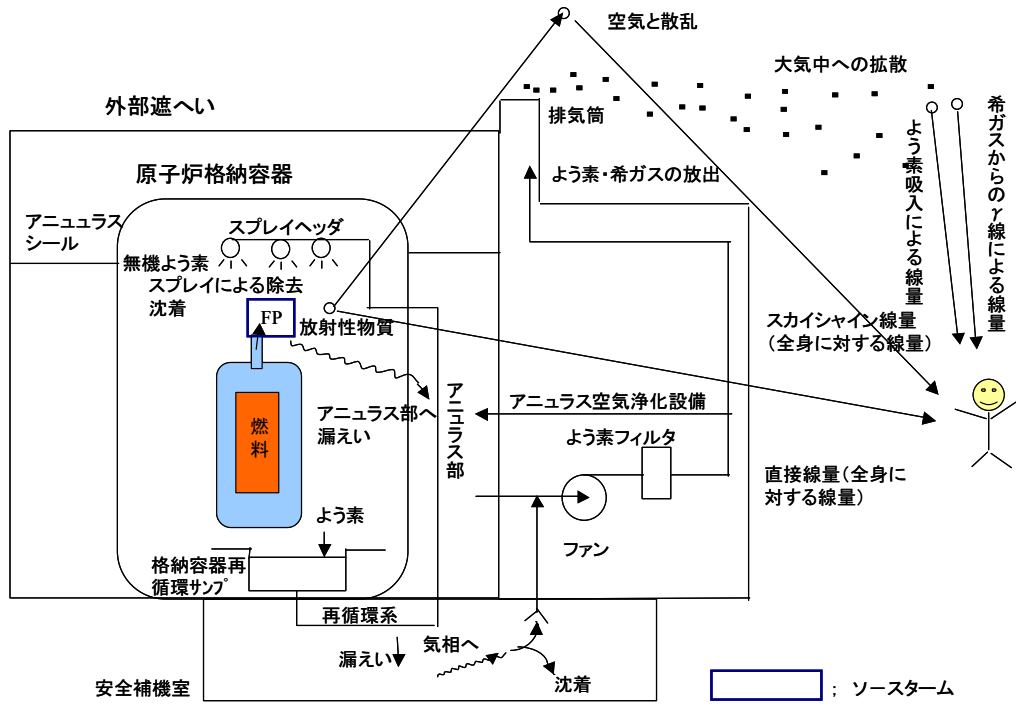 空気と散乱
大気中への拡散
外部遮へい
排気筒
希ガスからのγ線による線量
よう素吸入による線量
原子炉格納容器
よう素・希ガスの放出
アニュラス
シール
スプレイヘッダ
無機よう素
スプレイによる除去
沈着
FP
放射性物質
スカイシャイン線量
(全身に対する線量)
アニュラス部へ
漏えい
アニュラス部
アニュラス空気浄化設備
燃料
よう素フィルタ
直接線量(全身に
対する線量)
よう素
ファン
格納容器再
循環サンプ
再循環系
漏えい
気相へ
安全補機室
沈着
; ソースターム